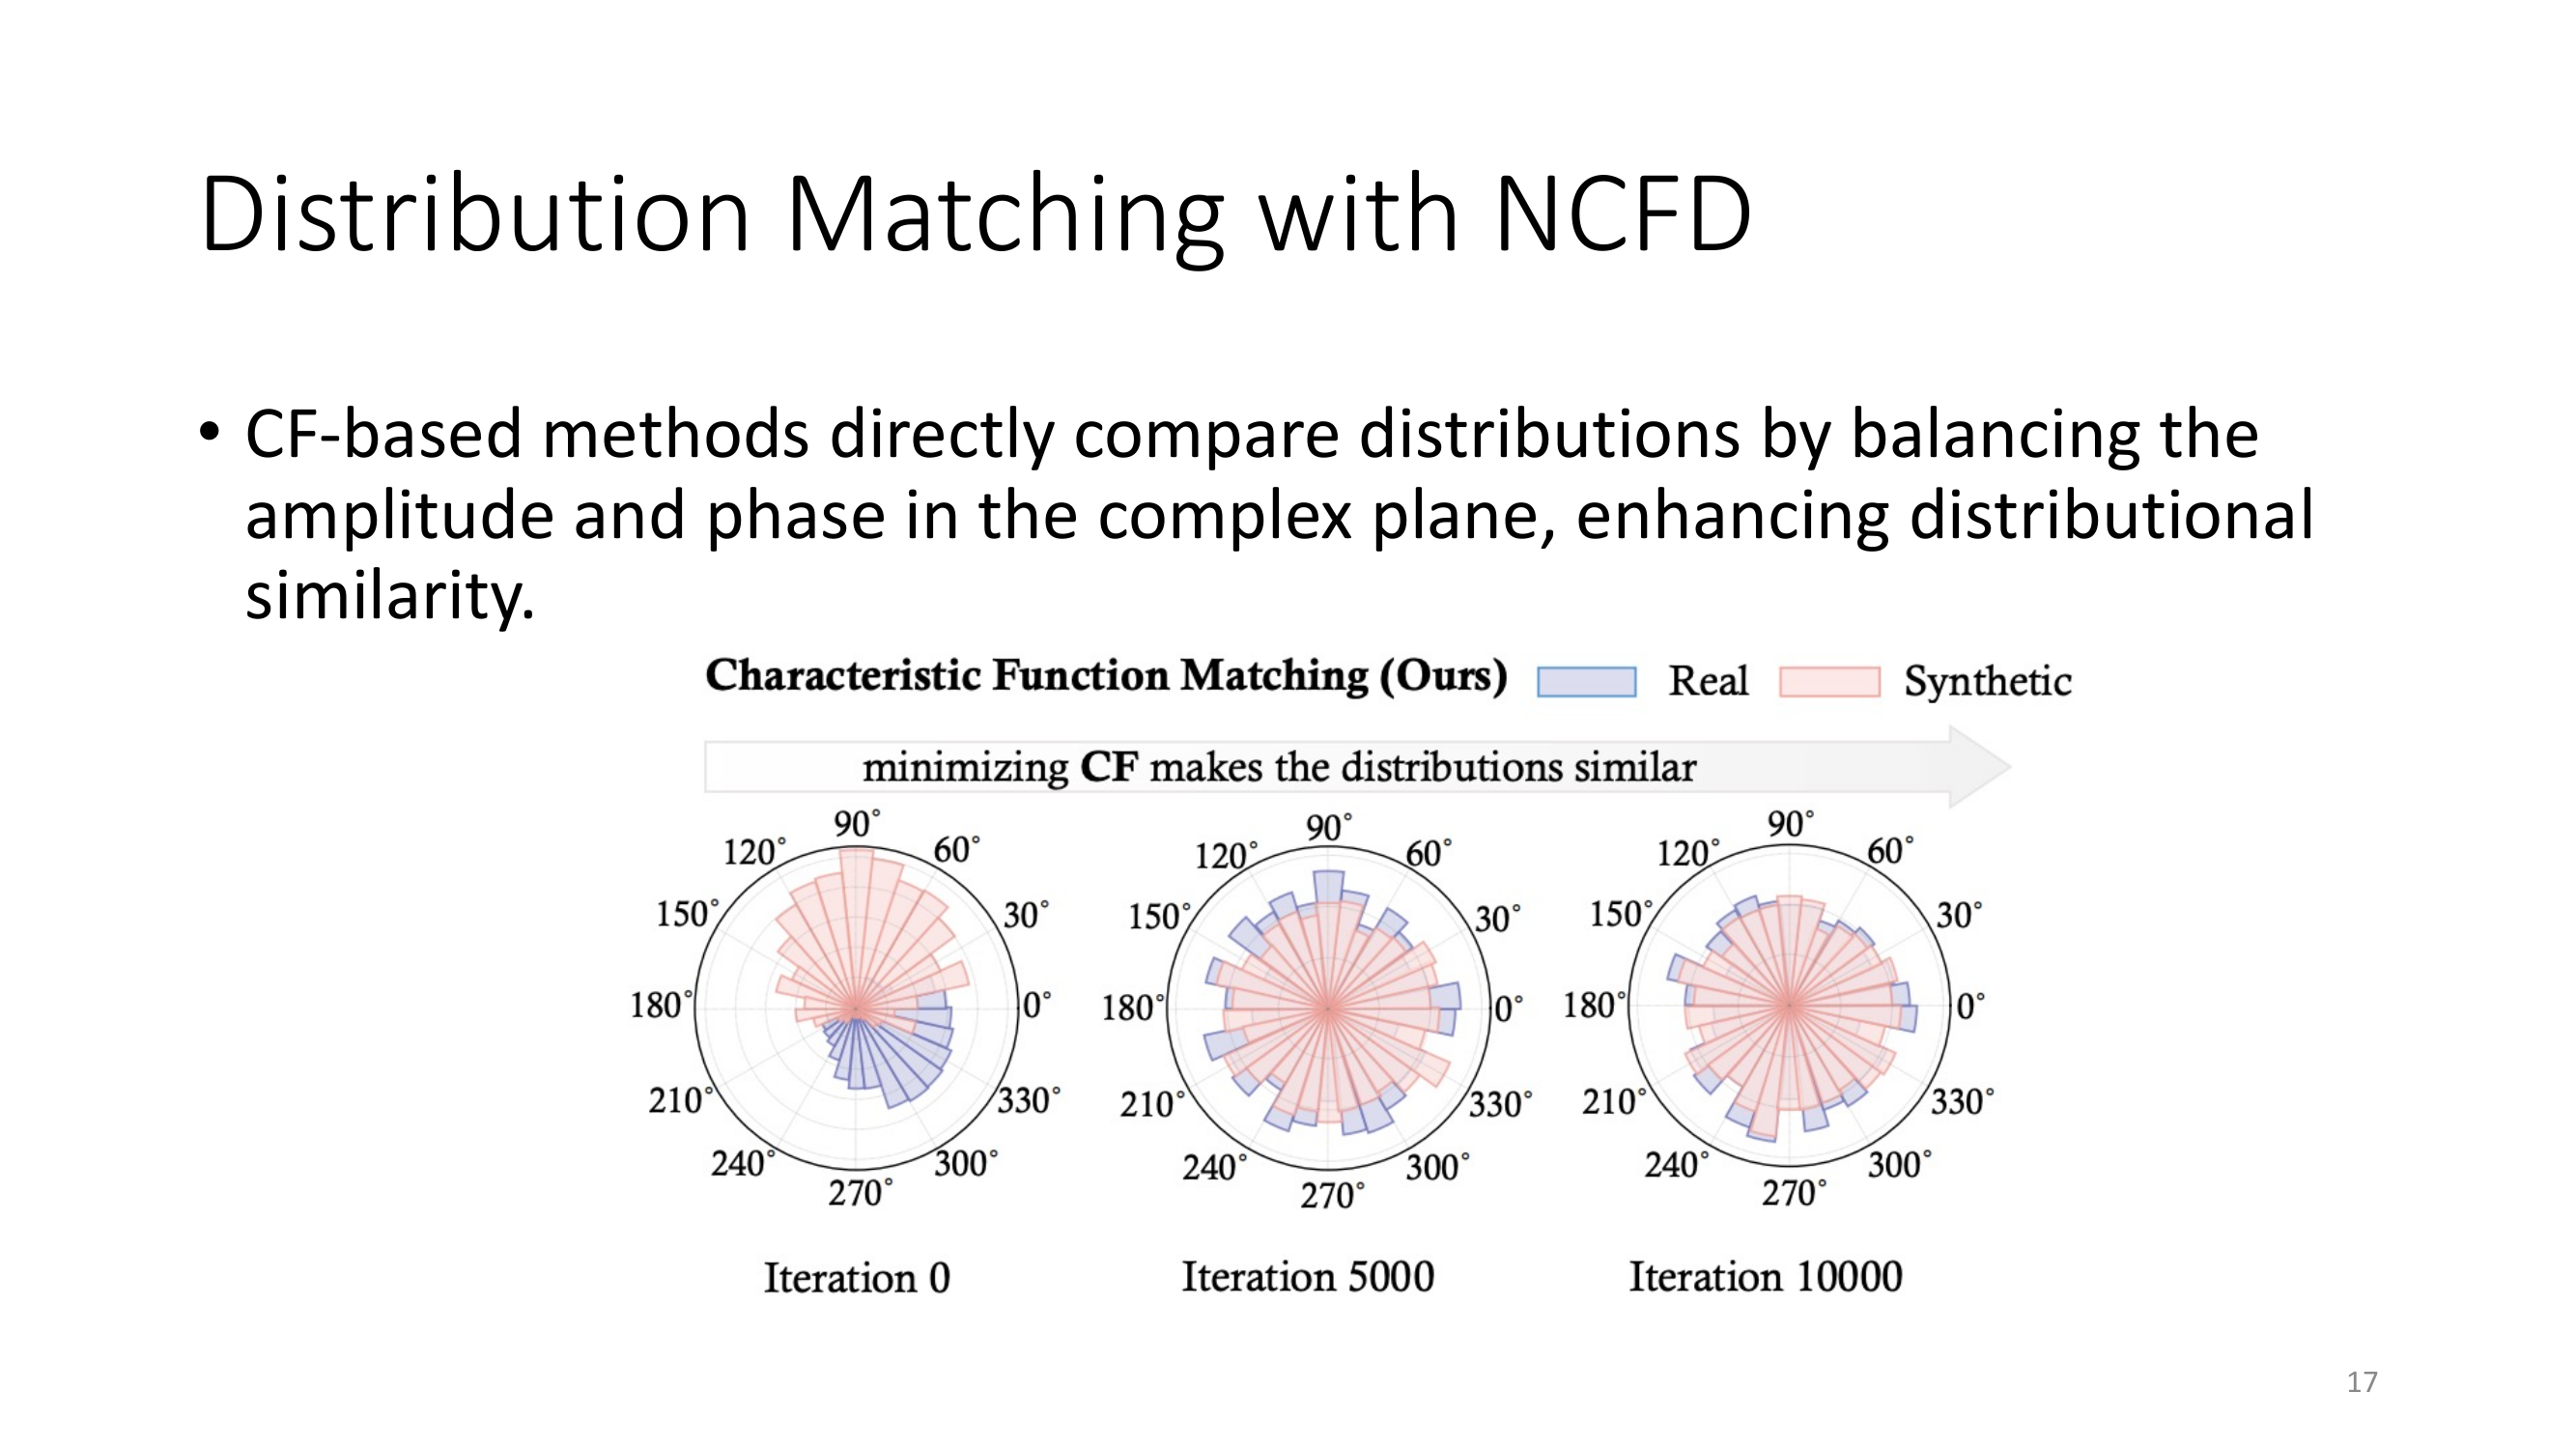 Distribution Matching with NCFD
• CF-based methods directly compare distributions by balancing the
amplitude and phase in the complex plane, enhancing distributional
similarity.
Characteristic Function Matching (Ours) Real Synthetic
minimizing CF makes the distributions similar
90°
120° 60°
150° 30°
180° 0°
210° 330°
240° 300°
270°
Iteration 0
90°
120° 60°
150° 30°
180° 0°
210° 330°
240° 300°
270°
Iteration 5000
90°
120° 60°
150° 30°
180° 0°
210° 330°
240° 300°
270°
Iteration 10000
17